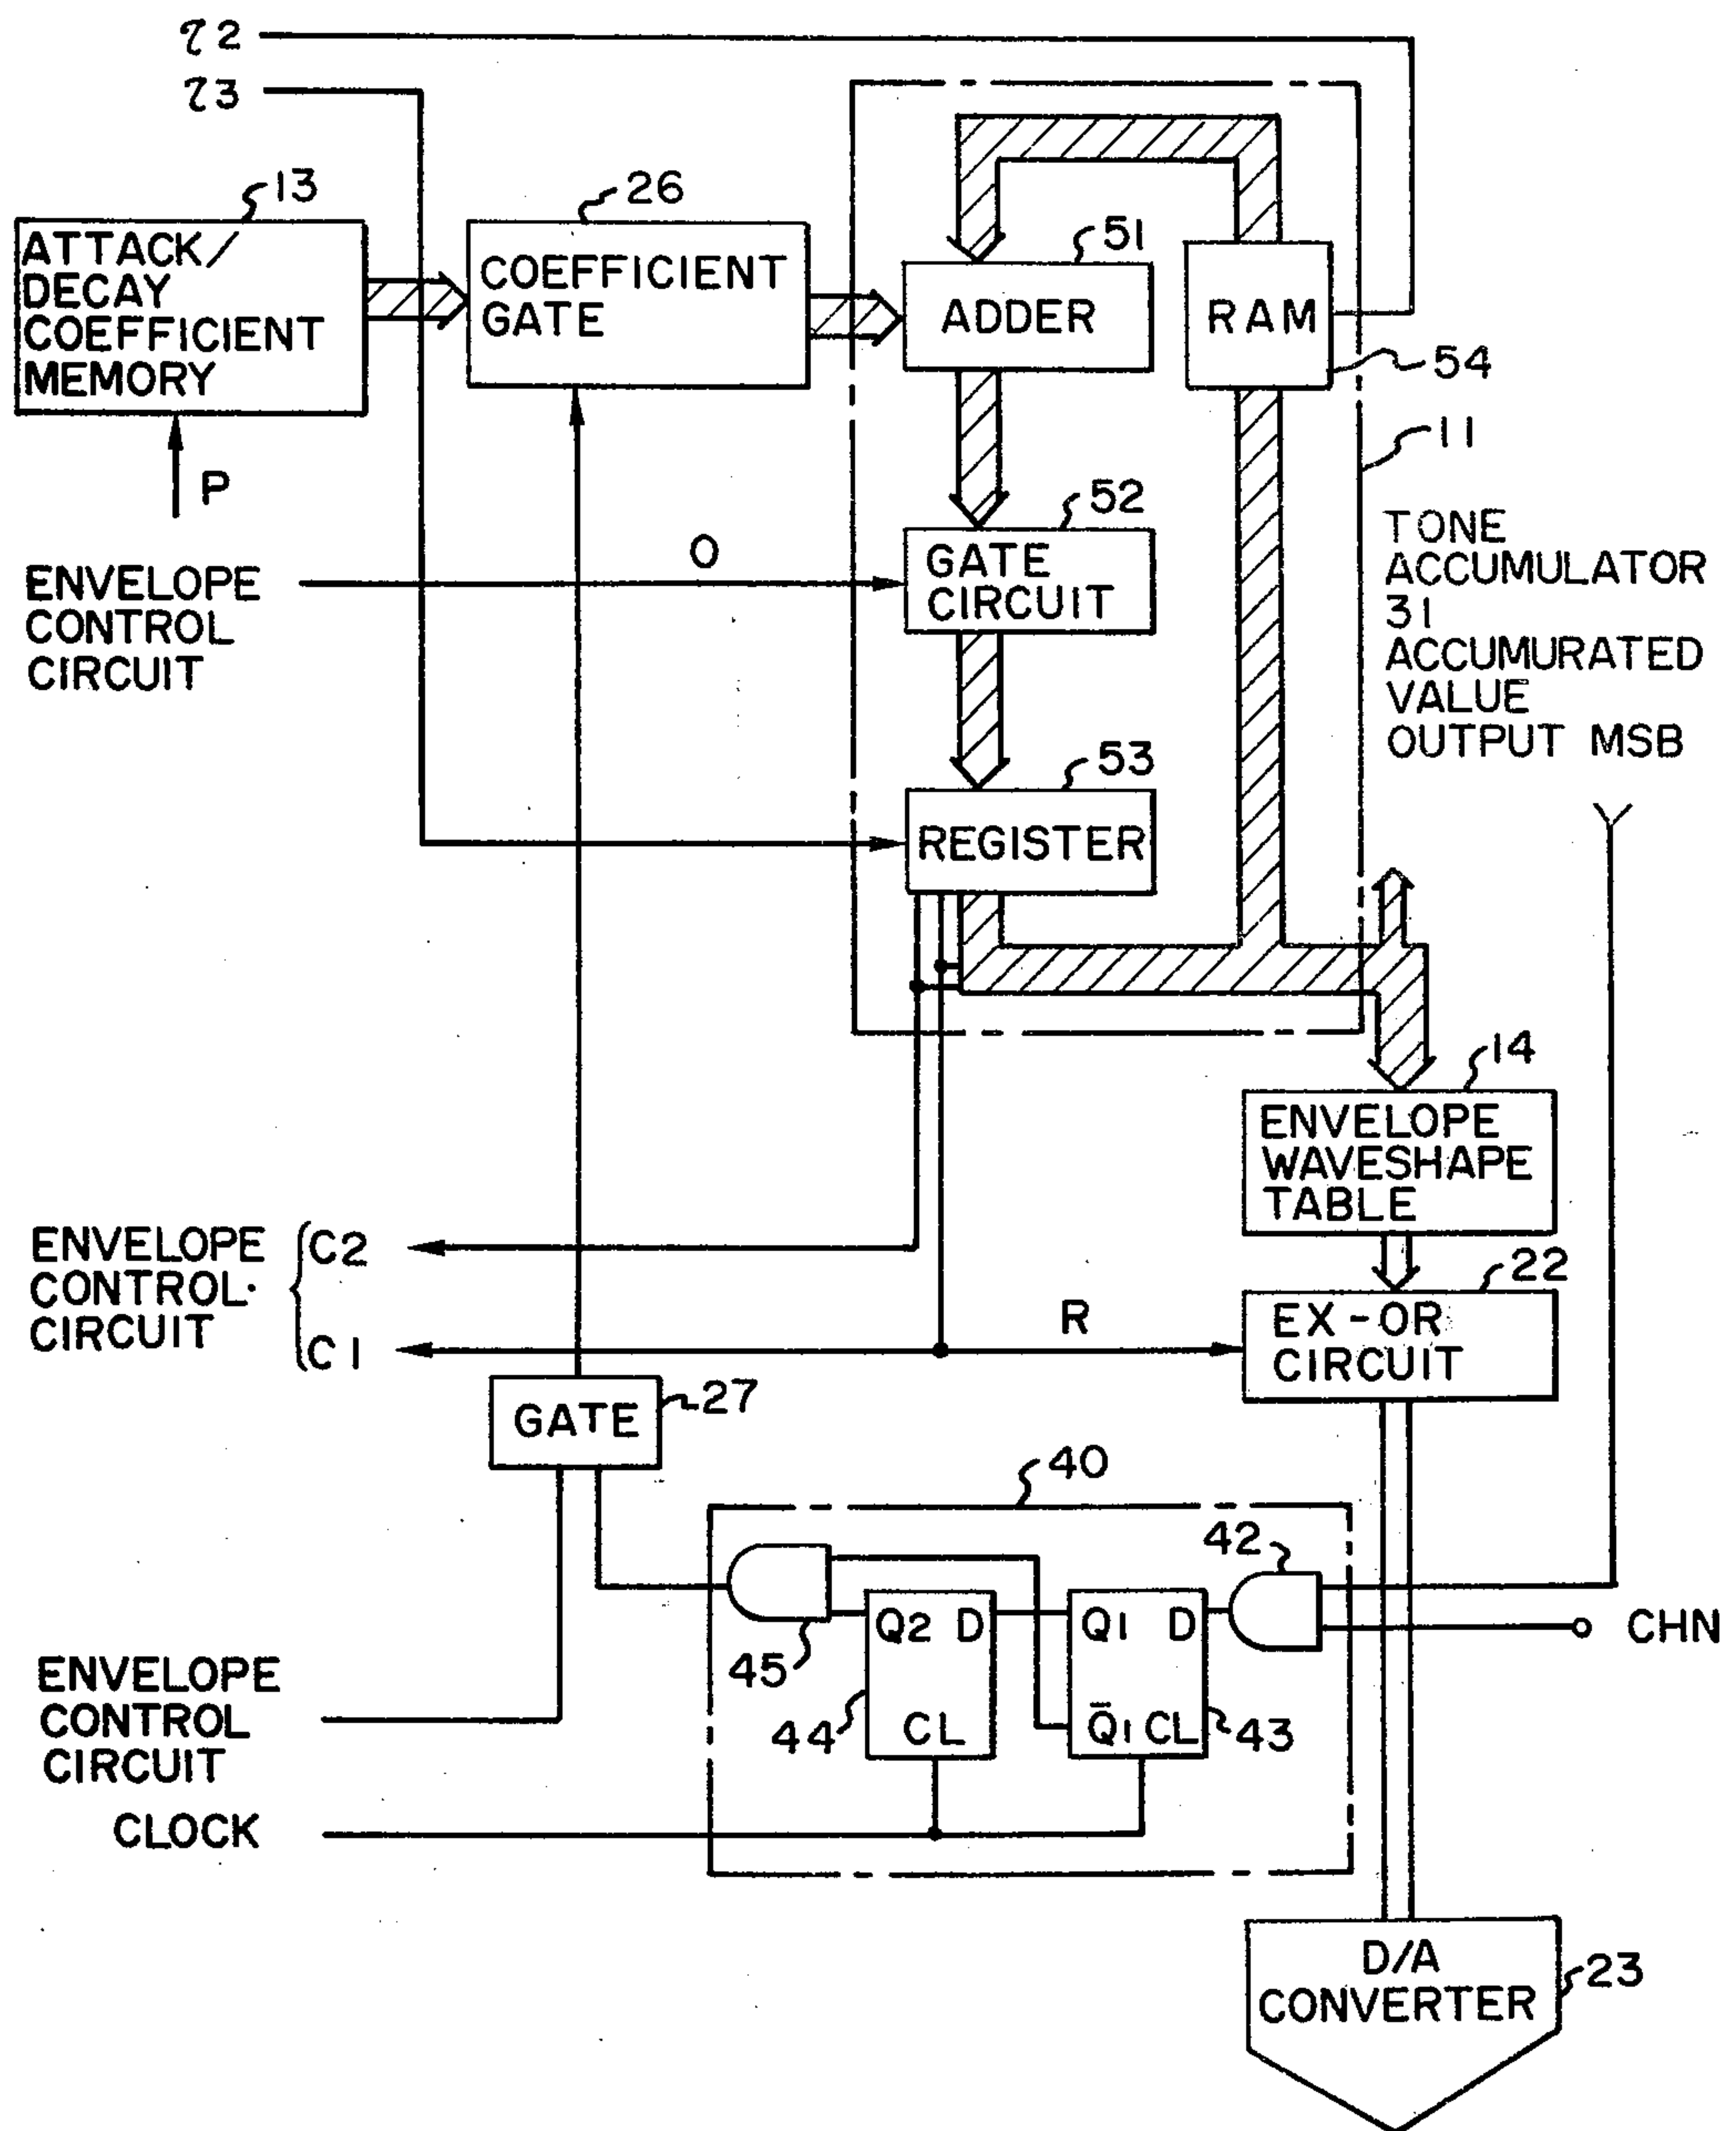 τ2
τ3
13
ATTACK/
DECAY
COEFFICIENT
MEMORY
P
26
COEFFICIENT
GATE
51
ADDER
RAM
54
11
ENVELOPE
CONTROL
CIRCUIT
O
52
GATE
CIRCUIT
TONE
ACCUMULATOR
31
ACCUMURATED
VALUE
OUTPUT MSB
53
REGISTER
14
ENVELOPE
WAVESHAPE
TABLE
ENVELOPE
CONTROL
CIRCUIT
C2
C1
R
22
EX-OR
CIRCUIT
GATE
27
40
42
CHN
45
Q2 D
CL
44
Q1 D
Q̄1 CL
43
ENVELOPE
CONTROL
CIRCUIT
CLOCK
D/A
CONVERTER
23